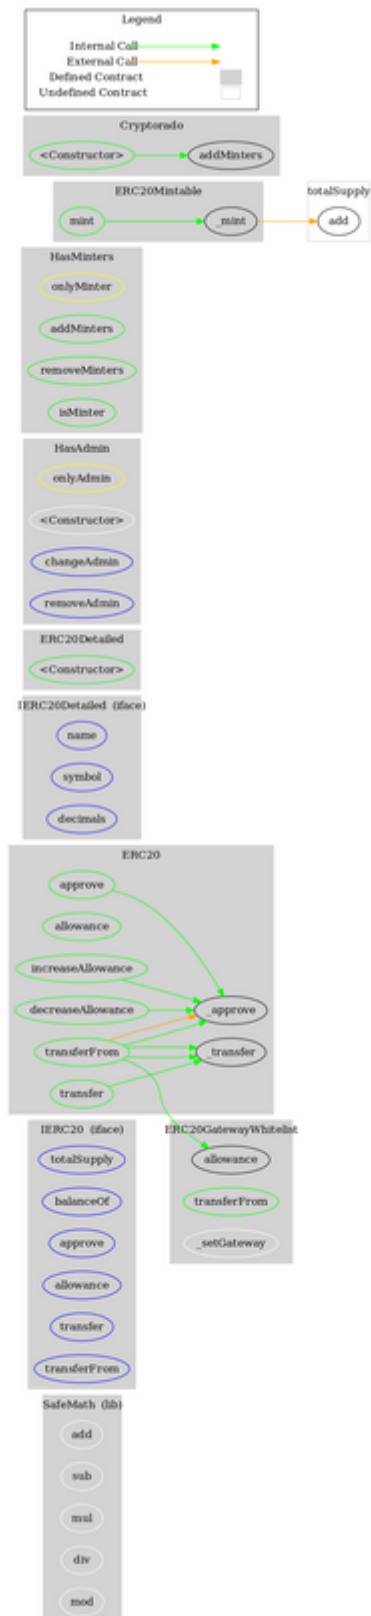 Legend
Internal Call
External Call
Defined Contract
Undefined Contract
Cryptorado
<Constructor>
addMinters
ERC20Mintable
mint
_mint
totalSupply
add
HasMinters
onlyMinter
addMinters
removeMinters
isMinter
HasAdmin
onlyAdmin
<Constructor>
changeAdmin
removeAdmin
ERC20Detailed
<Constructor>
IERC20Detailed (iface)
name
symbol
decimals
ERC20
approve
allowance
increaseAllowance
decreaseAllowance
_approve
transferFrom
_transfer
transfer
IERC20 (iface)
totalSupply
balanceOf
approve
allowance
transfer
transferFrom
ERC20GatewayWhitelist
allowance
transferFrom
_setGateway
SafeMath (lib)
add
sub
mul
div
mod